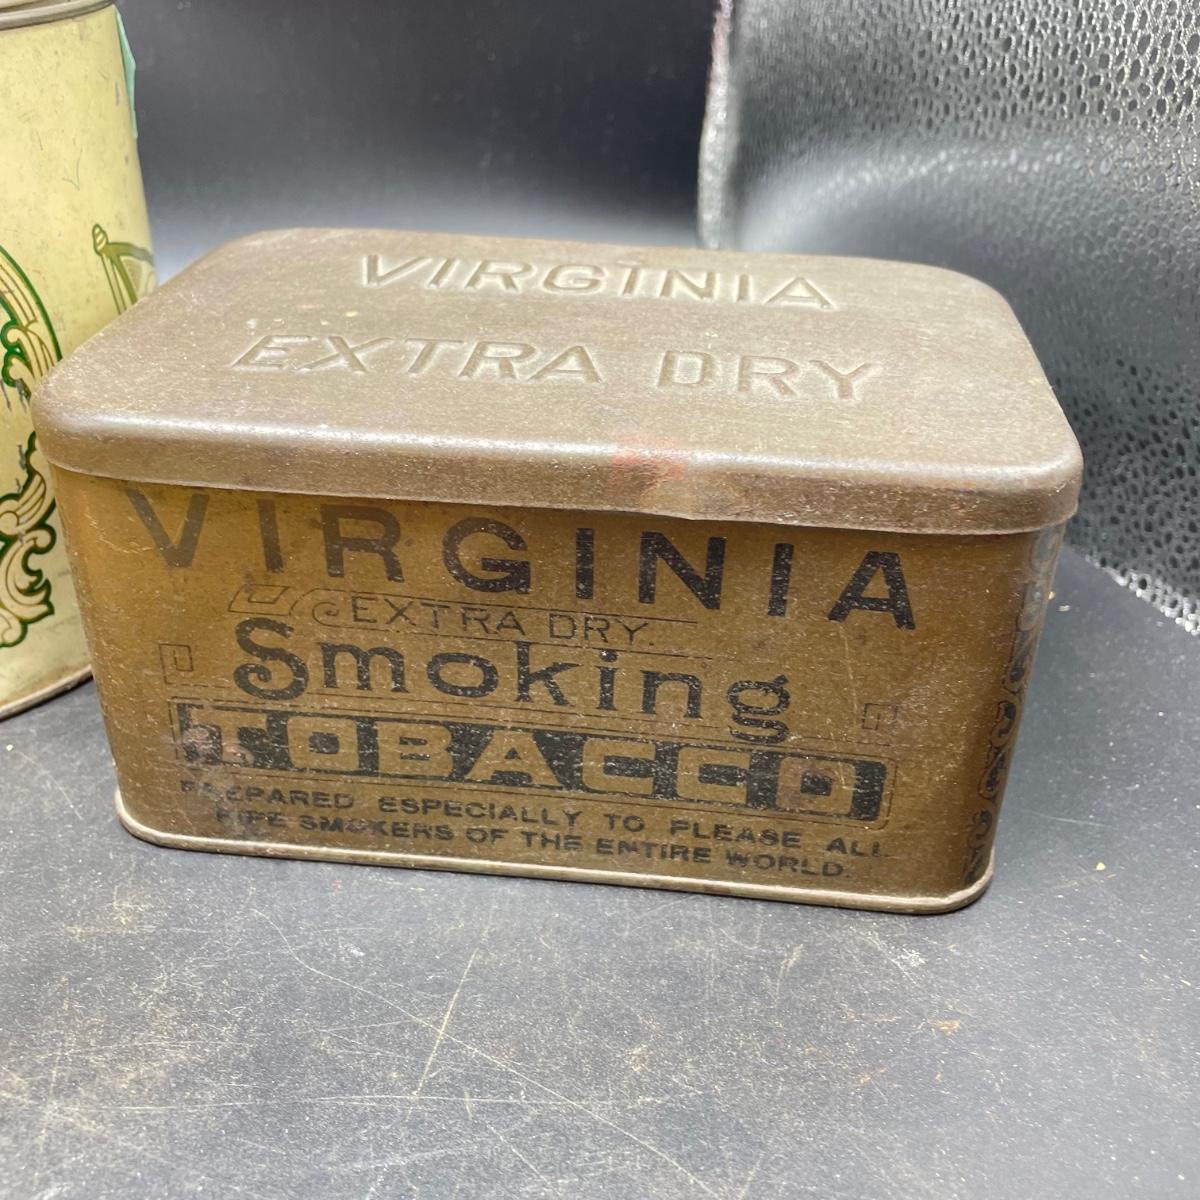 VIRGINIA
EXTRA DRY
VIRGINIA
EXTRA DRY.
Smoking
TOBACCO
PREPARED ESPECIALLY TO PLEASE ALL
PIPE SMOKERS OF THE ENTIRE WORLD.